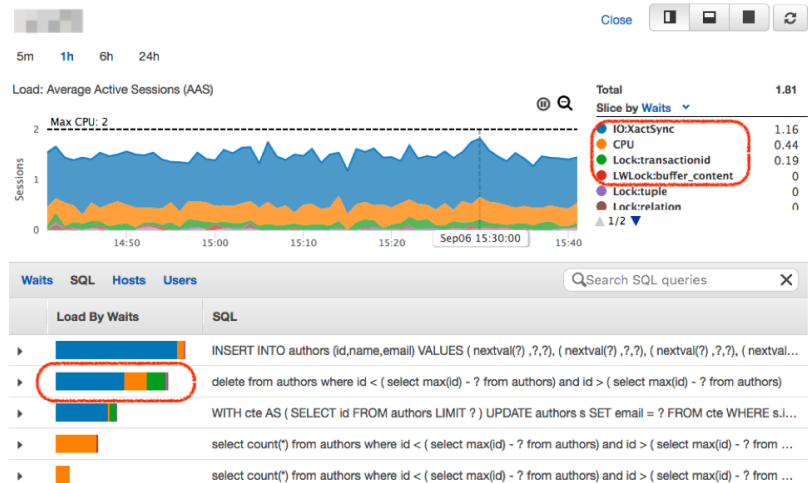 Close
5m 1h 6h 24h
Load: Average Active Sessions (AAS)
Max CPU: 2
2
1
0
Sessions
14:50 15:00 15:10 15:20 Sep06 15:30:00 15:40
Total 1.81
Slice by Waits
IO:XactSync 1.16
CPU 0.44
Lock:transactionid 0.19
LWLock:buffer_content 0
Lock:tuple 0
Lock:relation 0
1/2
Waits SQL Hosts Users
Search SQL queries
Load By Waits SQL
INSERT INTO authors (id,name,email) VALUES ( nextval(?) ,?,?), ( nextval(?) ,?,?), ( nextval(?) ,?,?), ( nextval(...
delete from authors where id < ( select max(id) - ? from authors) and id > ( select max(id) - ? from authors)
WITH cte AS ( SELECT id FROM authors LIMIT ? ) UPDATE authors s SET email = ? FROM cte WHERE s.i...
select count(*) from authors where id < ( select max(id) - ? from authors) and id > ( select max(id) - ? from ...
select count(*) from authors where id < ( select max(id) - ? from authors) and id > ( select max(id) - ? from ...